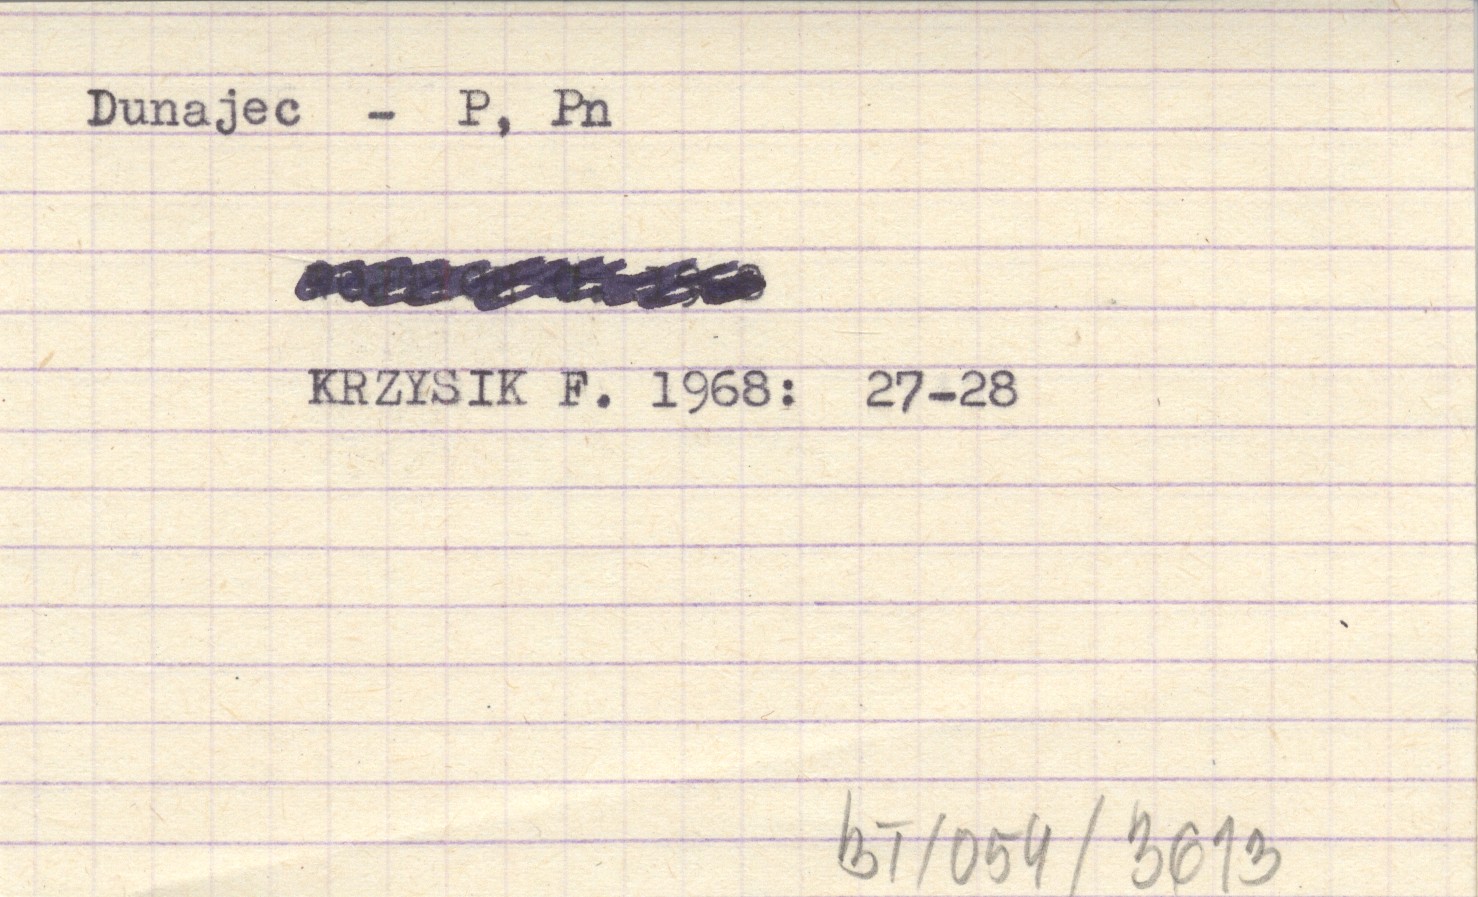 Dunajec - P, Pn
KRZYSIK F. 1968: 27-28
BT/054/3613